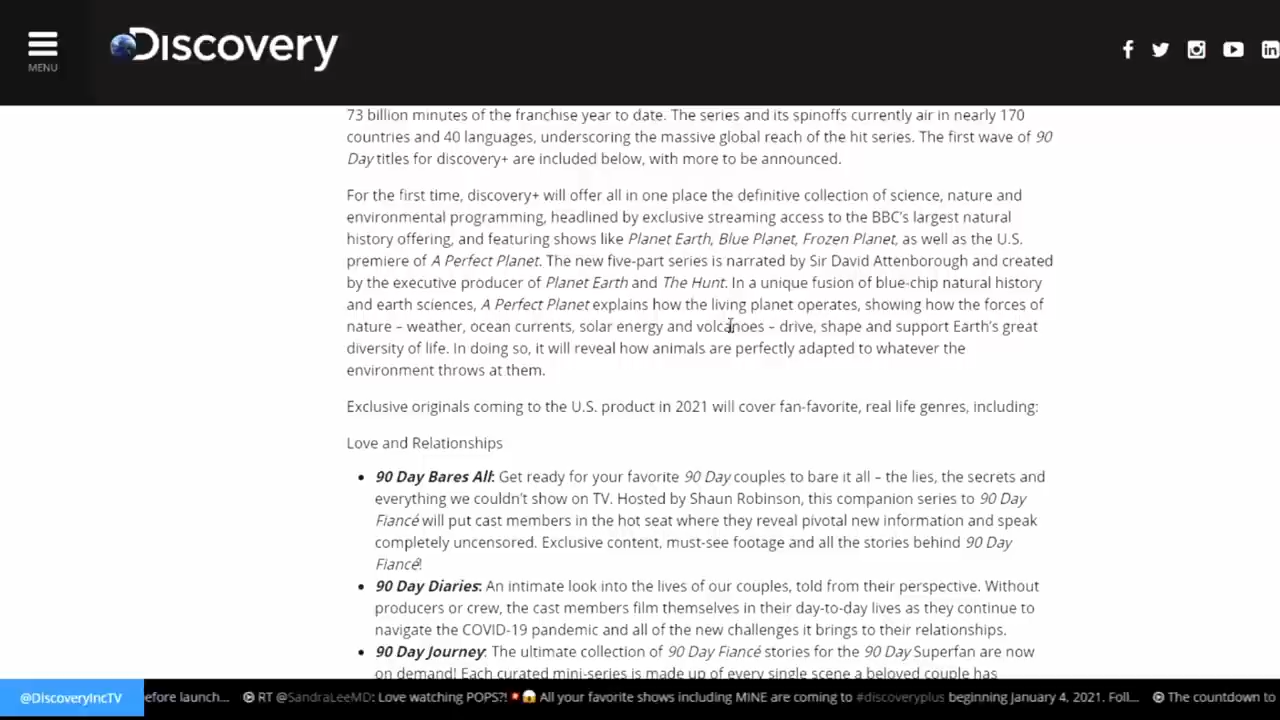 MENU
Discovery
73 billion minutes of the franchise year to date. The series and its spinoffs currently air in nearly 170
countries and 40 languages, underscoring the massive global reach of the hit series. The first wave of 90
Day titles for discovery+ are included below, with more to be announced.
For the first time, discovery+ will offer all in one place the definitive collection of science, nature and
environmental programming, headlined by exclusive streaming access to the BBC's largest natural
history offering, and featuring shows like Planet Earth, Blue Planet, Frozen Planet, as well as the U.S.
premiere of A Perfect Planet. The new five-part series is narrated by Sir David Attenborough and created
by the executive producer of Planet Earth and The Hunt. In a unique fusion of blue-chip natural history
and earth sciences, A Perfect Planet explains how the living planet operates, showing how the forces of
nature – weather, ocean currents, solar energy and volcanoes – drive, shape and support Earth's great
diversity of life. In doing so, it will reveal how animals are perfectly adapted to whatever the
environment throws at them.
Exclusive originals coming to the U.S. product in 2021 will cover fan-favorite, real life genres, including:
Love and Relationships
• 90 Day Bares All: Get ready for your favorite 90 Day couples to bare it all – the lies, the secrets and
everything we couldn't show on TV. Hosted by Shaun Robinson, this companion series to 90 Day
Fiancé will put cast members in the hot seat where they reveal pivotal new information and speak
completely uncensored. Exclusive content, must-see footage and all the stories behind 90 Day
Fiancé!
• 90 Day Diaries: An intimate look into the lives of our couples, told from their perspective. Without
producers or crew, the cast members film themselves in their day-to-day lives as they continue to
navigate the COVID-19 pandemic and all of the new challenges it brings to their relationships.
• 90 Day Journey: The ultimate collection of 90 Day Fiancé stories for the 90 Day Superfan are now
on demand! Each curated mini-series is made up of every single scene a beloved couple has
@DiscoveryIncTV efore launch... RT @SandraLeeMD: Love watching POPS?!💥😱 All your favorite shows including MINE are coming to #discoveryplus beginning January 4, 2021. Foll... The countdown to